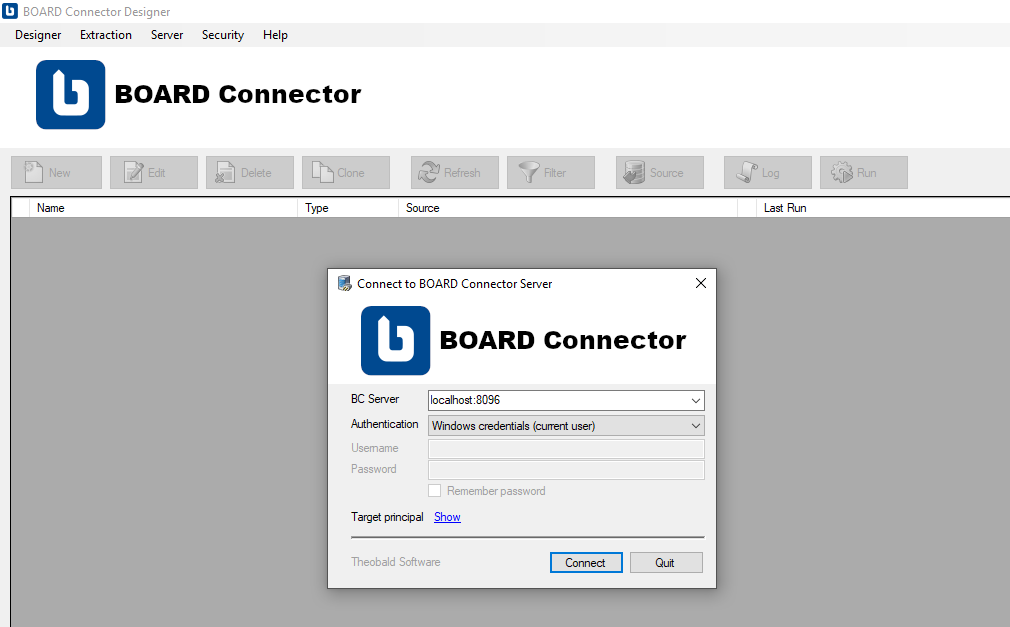 BOARD Connector Designer
Designer Extraction Server Security Help
BOARD Connector
New Edit Delete Clone Refresh Filter Source Log Run
Name Type Source Last Run
Connect to BOARD Connector Server
BOARD Connector
BC Server localhost:8096
Authentication Windows credentials (current user)
Username
Password
Remember password
Target principal Show
Theobald Software Connect Quit